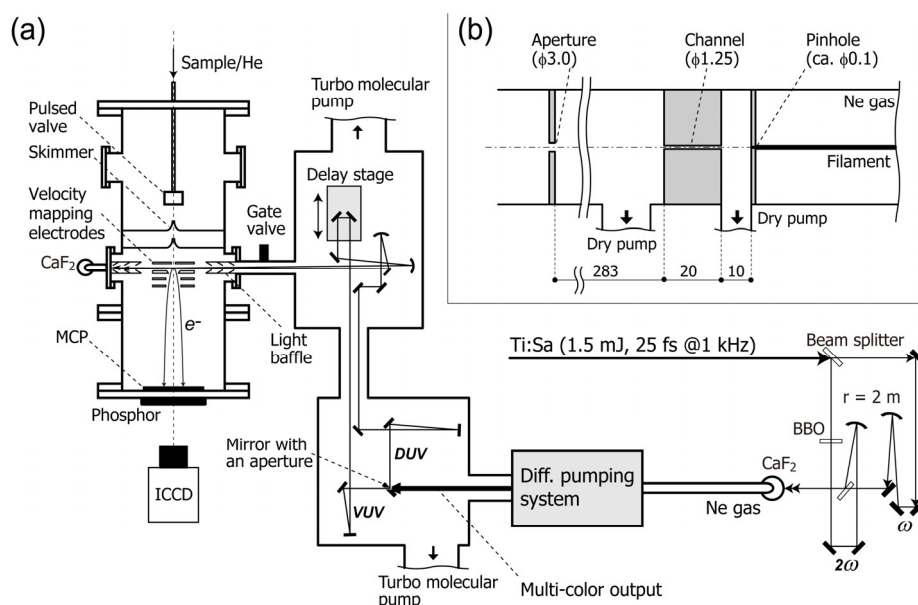 (a)
Sample/He
Pulsed
valve
Skimmer
Velocity
mapping
electrodes
CaF2
MCP
Phosphor
ICCD
e-
Gate
valve
Light
baffle
Turbo molecular
pump
Delay stage
Mirror with
an aperture
DUV
VUV
Turbo molecular
pump
Multi-color output
Diff. pumping
system
Ne gas
CaF2
Ti:Sa (1.5 mJ, 25 fs @1 kHz)
Beam splitter
r = 2 m
BBO
ω
2ω
(b)
Aperture
(ϕ3.0)
Channel
(ϕ1.25)
Pinhole
(ca. ϕ0.1)
Ne gas
Filament
Dry pump
Dry pump
283
20
10